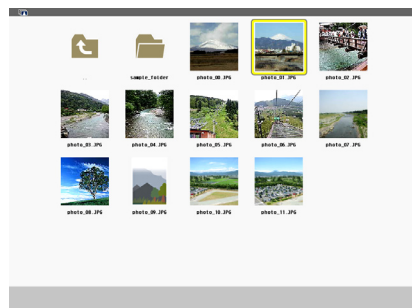 ..
sample_folder
photo_00.JPG
photo_01.JPG
photo_02.JPG
photo_03.JPG
photo_04.JPG
photo_05.JPG
photo_06.JPG
photo_07.JPG
photo_08.JPG
photo_09.JPG
photo_10.JPG
photo_11.JPG